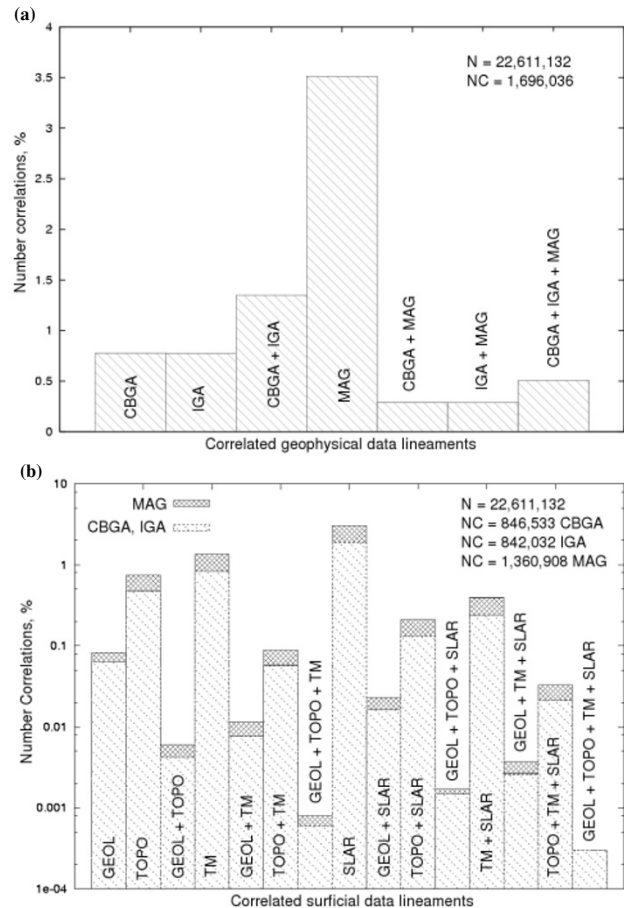 (a)
4
3.5
3
2.5
2
1.5
1
0.5
0
Number correlations, %
N = 22,611,132
NC = 1,696,036
CBGA
IGA
CBGA + IGA
MAG
CBGA + MAG
IGA + MAG
CBGA + IGA + MAG
Correlated geophysical data lineaments
(b)
10
1
0.1
0.01
0.001
1e-04
Number Correlations, %
MAG
CBGA, IGA
N = 22,611,132
NC = 846,533 CBGA
NC = 842,032 IGA
NC = 1,360,908 MAG
GEOL
TOPO
GEOL + TOPO
TM
GEOL + TM
TOPO + TM
GEOL + TOPO + TM
SLAR
GEOL + SLAR
TOPO + SLAR
GEOL + TOPO + SLAR
TM + SLAR
GEOL + TM + SLAR
TOPO + TM + SLAR
GEOL + TOPO + TM + SLAR
Correlated surficial data lineaments